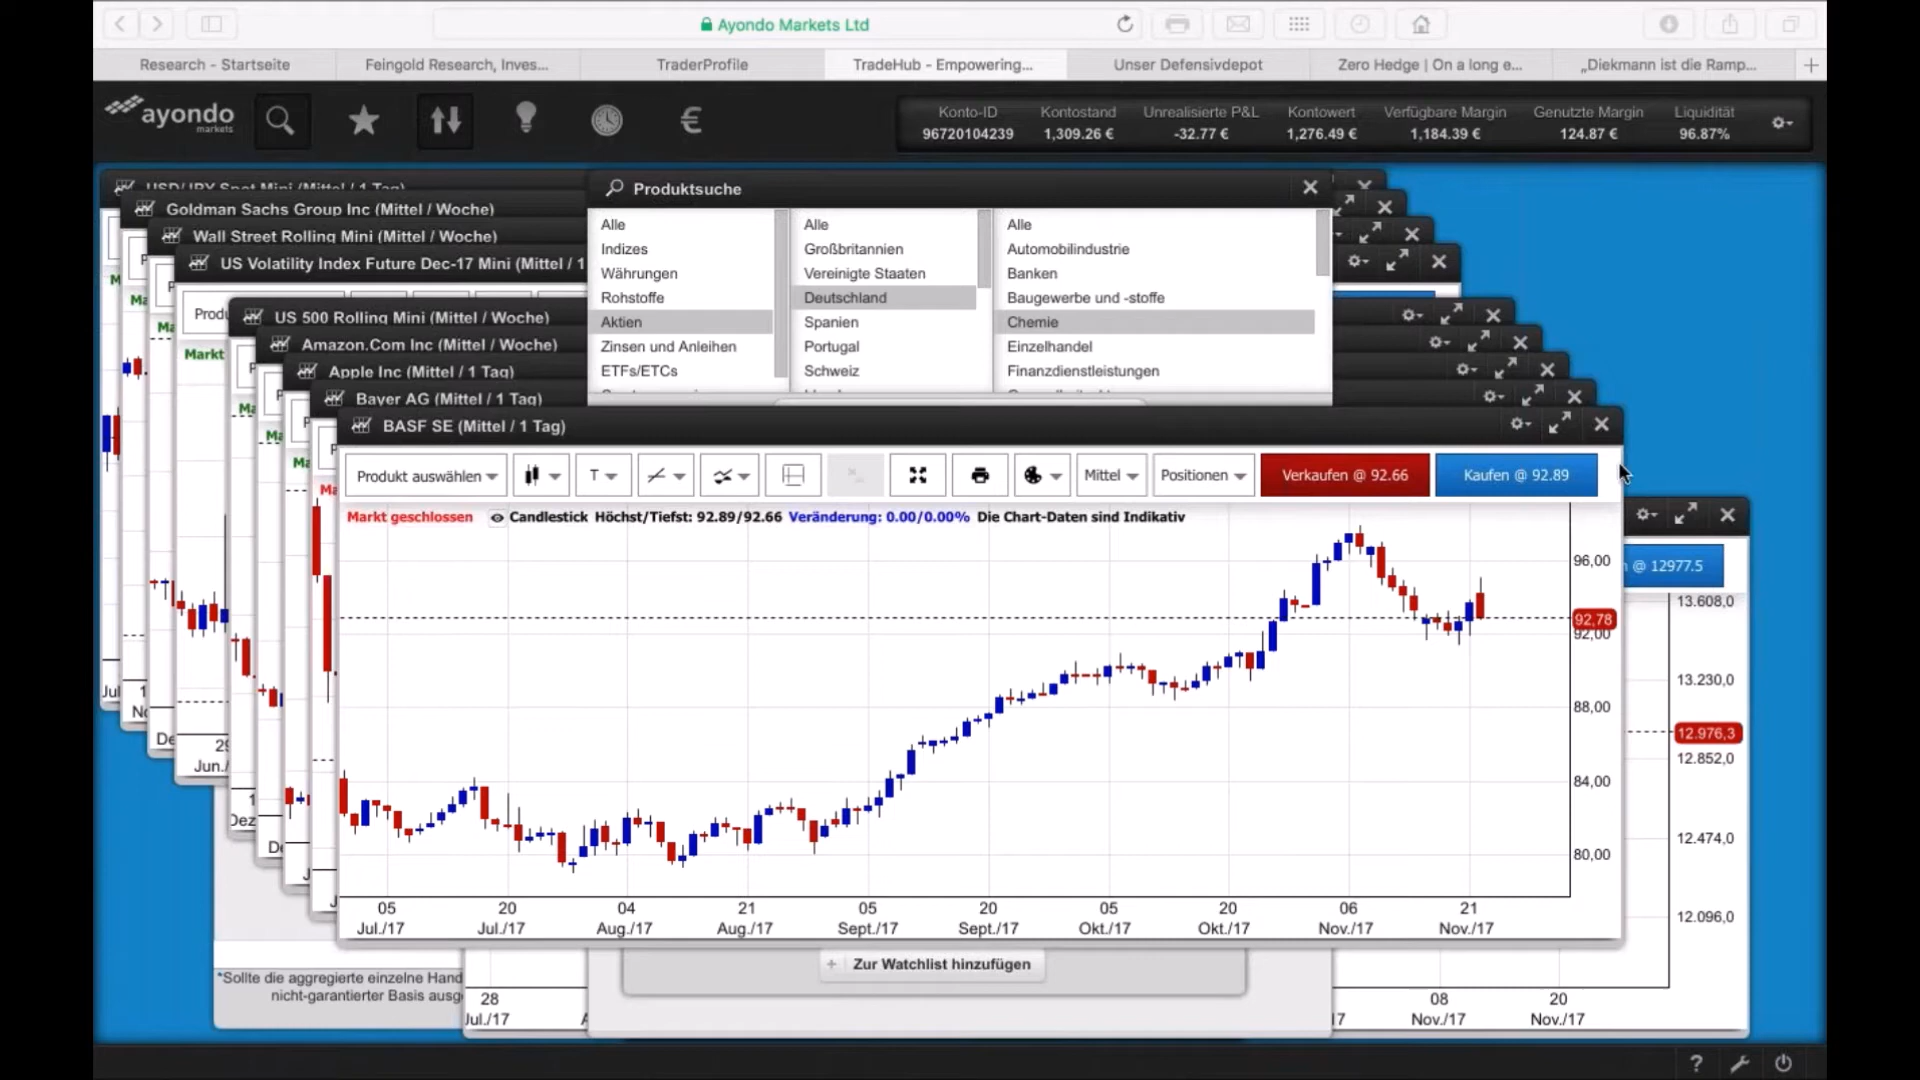 Ayondo Markets Ltd
Research - Startseite
Feingold Research, Inves...
TraderProfile
TradeHub - Empowering...
Unser Defensivdepot
Zero Hedge | On a long e...
„Diekmann ist die Ramp...
ayondo
markets
Konto-ID
96720104239
Kontostand
1,309.26 €
Unrealisierte P&L
-32.77 €
Kontowert
1,276.49 €
Verfügbare Margin
1,184.39 €
Genutzte Margin
124.87 €
Liquidität
96.87%
USD/JPY Spot Mini (Mittel / 1 Tag)
Goldman Sachs Group Inc (Mittel / Woche)
Wall Street Rolling Mini (Mittel / Woche)
US Volatility Index Future Dec-17 Mini (Mittel / 1
US 500 Rolling Mini (Mittel / Woche)
Amazon.Com Inc (Mittel / Woche)
Apple Inc (Mittel / 1 Tag)
Bayer AG (Mittel / 1 Tag)
Markt
Produktsuche
Alle
Indizes
Währungen
Rohstoffe
Aktien
Zinsen und Anleihen
ETFs/ETCs
Alle
Großbritannien
Vereinigte Staaten
Deutschland
Spanien
Portugal
Schweiz
Alle
Automobilindustrie
Banken
Baugewerbe und -stoffe
Chemie
Einzelhandel
Finanzdienstleistungen
BASF SE (Mittel / 1 Tag)
Produkt auswählen
T
Mittel
Positionen
Verkaufen @ 92.66
Kaufen @ 92.89
Markt geschlossen
Candlestick Höchst/Tiefst: 92.89/92.66 Veränderung: 0.00/0.00% Die Chart-Daten sind Indikativ
96,00
92,78
92,00
88,00
84,00
80,00
05 20 04 21 05 20 05 20 06 21
Jul./17 Jul./17 Aug./17 Aug./17 Sept./17 Sept./17 Okt./17 Okt./17 Nov./17 Nov./17
@ 12977.5
13.608,0
13.230,0
12.976,3
12.852,0
12.474,0
12.096,0
Zur Watchlist hinzufügen
*Sollte die aggregierte einzelne Hand
nicht-garantierter Basis ausg
28
Jul./17
08 20
Nov./17 Nov./17